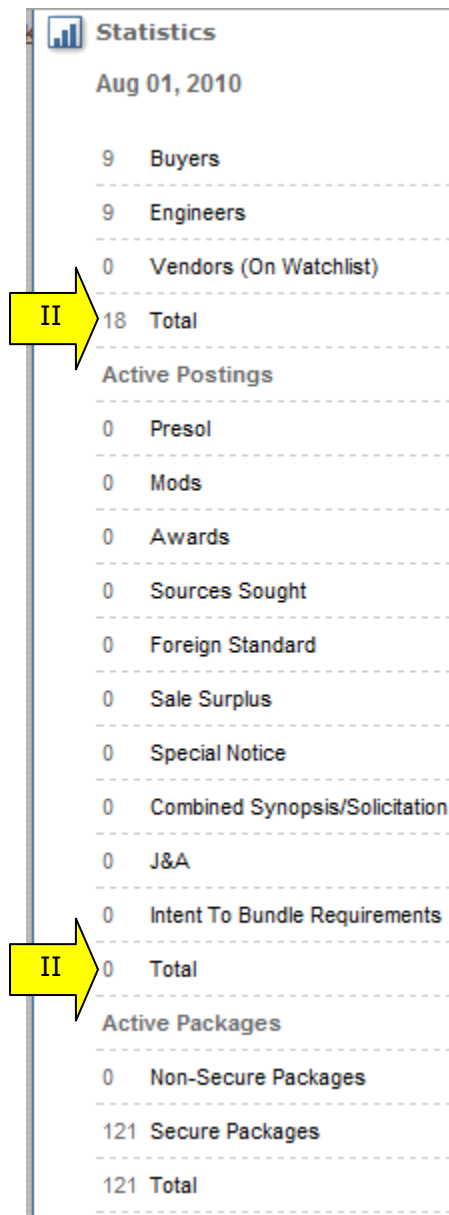 Statistics
Aug 01, 2010
9 Buyers
9 Engineers
0 Vendors (On Watchlist)
II 18 Total
Active Postings
0 Presol
0 Mods
0 Awards
0 Sources Sought
0 Foreign Standard
0 Sale Surplus
0 Special Notice
0 Combined Synopsis/Solicitation
0 J&A
0 Intent To Bundle Requirements
II 0 Total
Active Packages
0 Non-Secure Packages
121 Secure Packages
121 Total